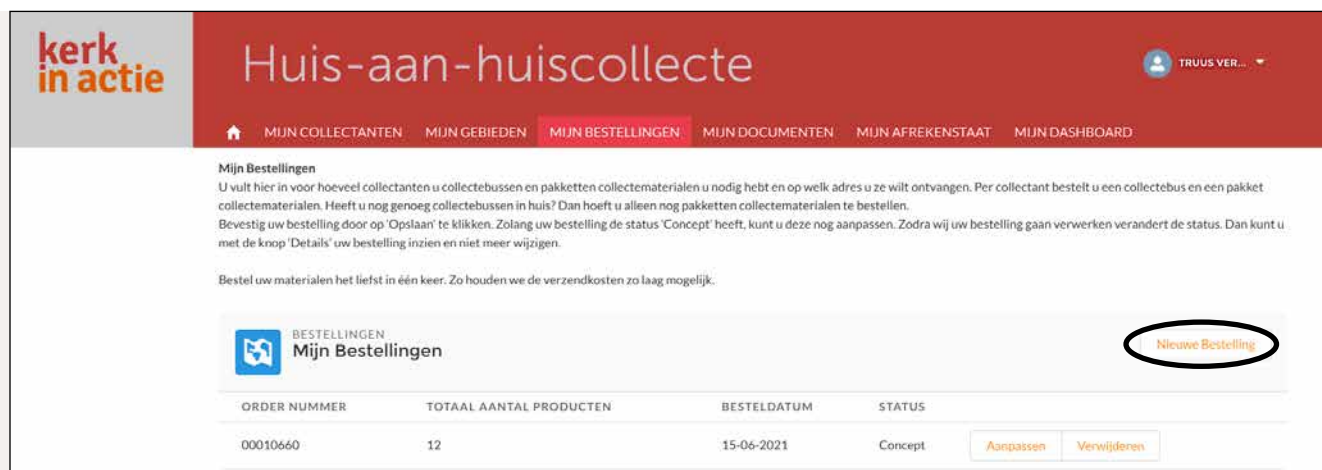 kerk
in actie
Huis-aan-huiscollecte
TRUUS VER...
MIJN COLLECTANTEN MIJN GEBIEDEN MIJN BESTELLINGEN MIJN DOCUMENTEN MIJN AFREKENSTAAT MIJN DASHBOARD
Mijn Bestellingen
U vult hier in voor hoeveel collectanten u collectebussen en pakketten collectematerialen u nodig hebt en op welk adres u ze wilt ontvangen. Per collectant bestelt u een collectebus en een pakket
collectematerialen. Heeft u nog genoeg collectebussen in huis? Dan hoeft u alleen nog pakketten collectematerialen te bestellen.
Bevestig uw bestelling door op 'Opslaan' te klikken. Zolang uw bestelling de status 'Concept' heeft, kunt u deze nog aanpassen. Zodra wij uw bestelling gaan verwerken verandert de status. Dan kunt u
met de knop 'Details' uw bestelling inzien en niet meer wijzigen.
Bestel uw materialen het liefst in één keer. Zo houden we de verzendkosten zo laag mogelijk.
BESTELLINGEN
Mijn Bestellingen
Nieuwe Bestelling
ORDER NUMMER TOTAAL AANTAL PRODUCTEN BESTELDATUM STATUS
00010660 12 15-06-2021 Concept Aanpassen Verwijderen